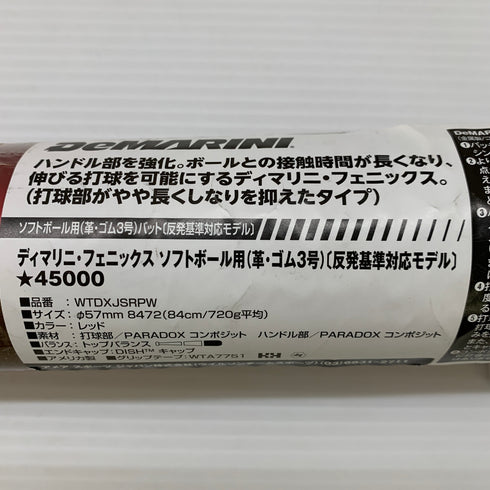 DeMARINI
ハンドル部を強化。ボールとの接触時間が長くなり、
伸びる打球を可能にするディマリニ・フェニックス。
(打球部がやや長くしなりを抑えたタイプ)
ソフトボール用(革・ゴム3号)バット〔反発基準対応モデル〕
ディマリニ・フェニックス ソフトボール用(革・ゴム3号)〔反発基準対応モデル〕
★45000
■品番 : WTDXJSRPW
■サイズ : φ57mm 8472(84cm/720g平均)
■カラー : レッド
■素材 : 打球部/PARADOX コンポジット ハンドル部/PARADOX コンポジット
■バランス : トップバランス
■エンドキャップ : DISH™ キャップ
■アメリカ製 ■グリップテープ : WTA7751
DeMARINI